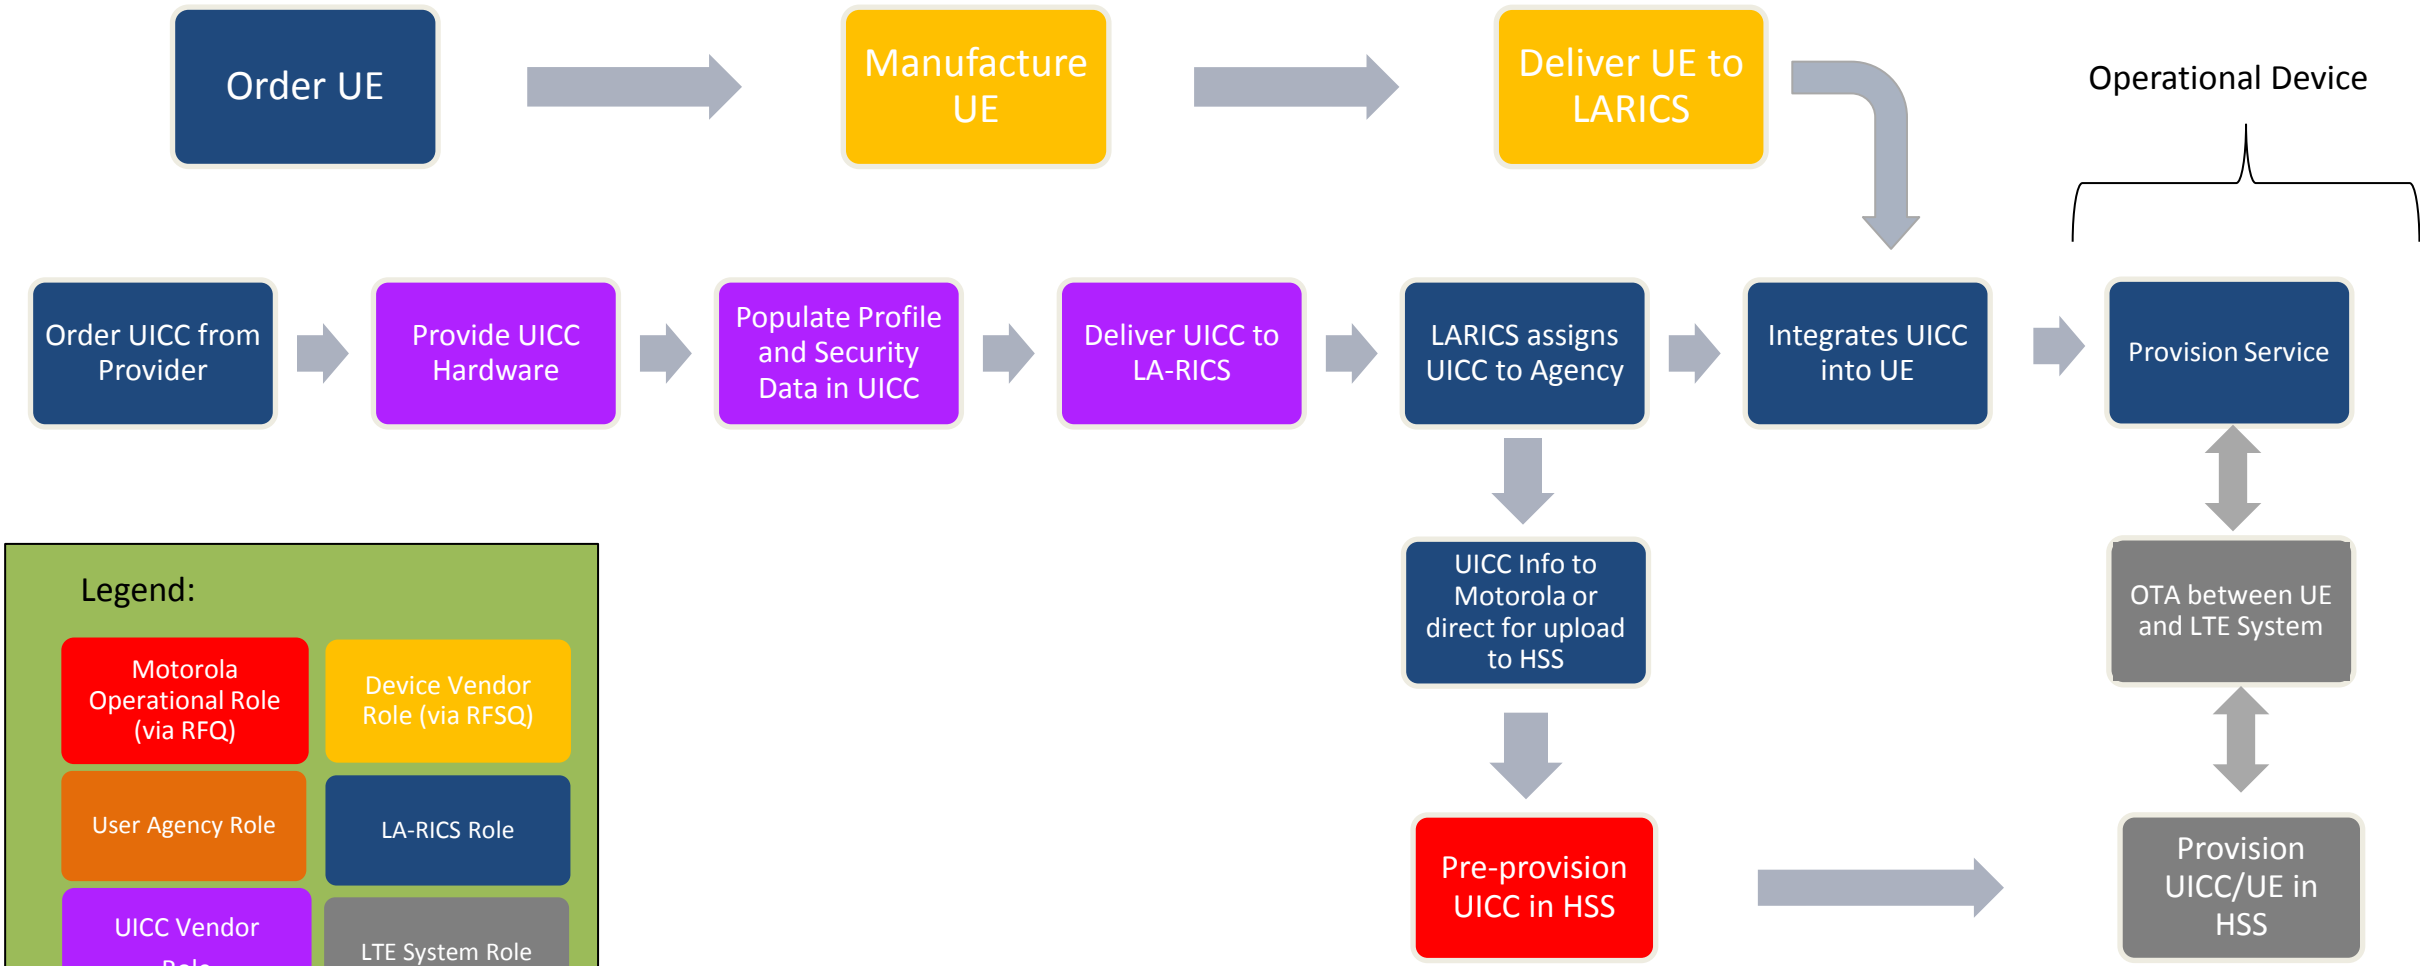 Order UE
Manufacture
UE
Deliver UE to
LARICS
Operational Device
Order UICC from
Provider
Provide UICC
Hardware
Populate Profile
and Security
Data in UICC
Deliver UICC to
LA-RICS
LARICS assigns
UICC to Agency
Integrates UICC
into UE
Provision Service
UICC Info to
Motorola or
direct for upload
to HSS
OTA between UE
and LTE System
Pre-provision
UICC in HSS
Provision
UICC/UE in
HSS
Legend:
Motorola
Operational Role
(via RFQ)
Device Vendor
Role (via RFSQ)
User Agency Role
LA-RICS Role
UICC Vendor
Role
LTE System Role